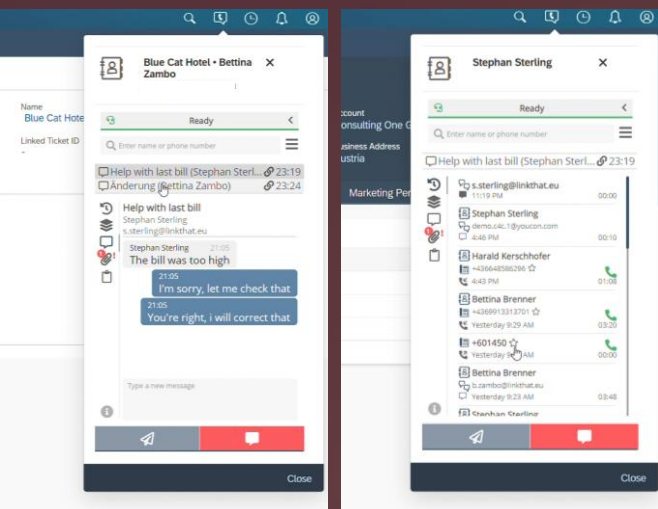 Blue Cat Hotel • Bettina
Zambo
Name
Blue Cat Hote
Linked Ticket ID
-
Ready
Enter name or phone number
Help with last bill (Stephan Sterl... 23:19
Änderung (Bettina Zambo) 23:24
Help with last bill
Stephan Sterling
s.sterling@linkthat.eu
Stephan Sterling 21:05
The bill was too high
21:05
I'm sorry, let me check that
21:05
You're right, i will correct that
Type a new message
Close
Stephan Sterling
ccount
onsulting One G
usiness Address
ustria
Marketing Per
Ready
Enter name or phone number
Help with last bill (Stephan Sterl... 23:19
s.sterling@linkthat.eu
11:19 PM 00:00
Stephan Sterling
demo.c4c.1@youcon.com
4:46 PM 00:10
Harald Kerschhofer
+436648586296
4:43 PM 01:08
Bettina Brenner
+4369913313701
Yesterday 9:29 AM 03:20
+601450
Yesterday 9 AM 00:00
Bettina Brenner
b.zambo@linkthat.eu
Yesterday 9:23 AM 03:48
Stephan Sterling
Close